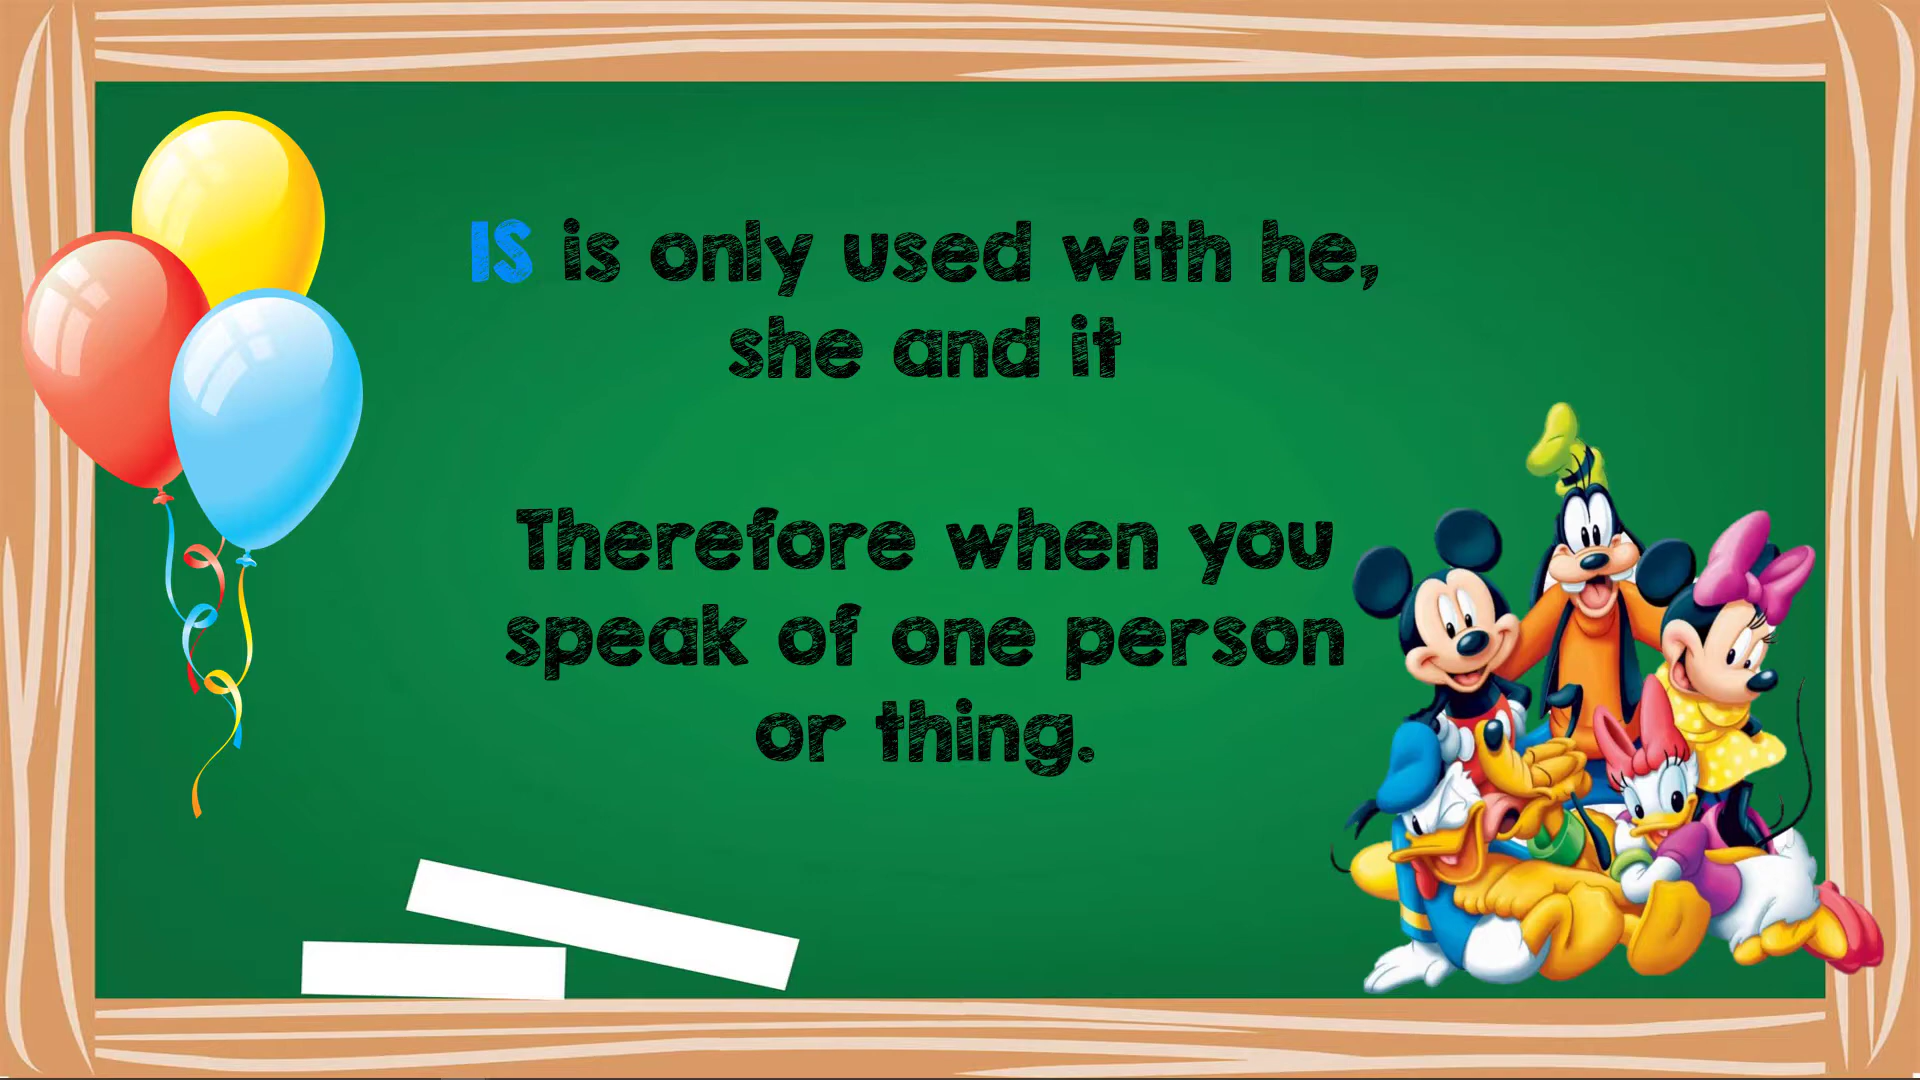 IS is only used with he,
she and it
Therefore when you
speak of one person
or thing.